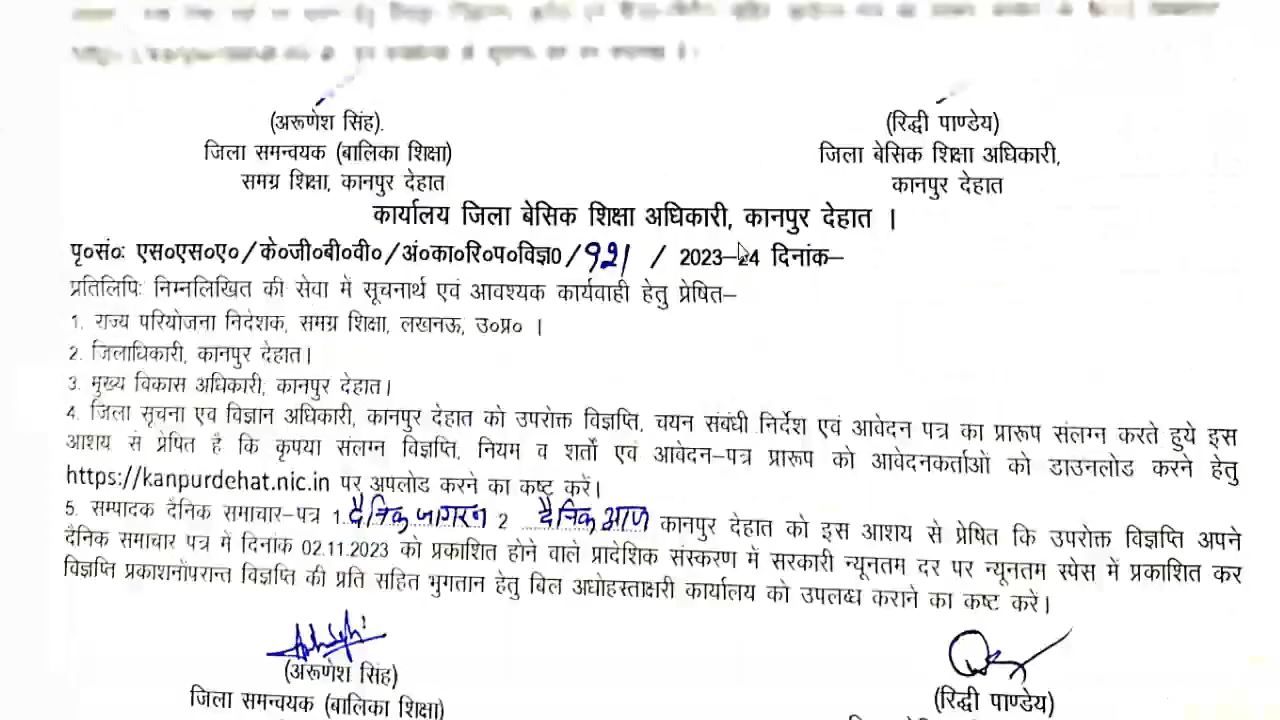 (अरूणेश सिंह).
(रिद्धी पाण्डेय)
जिला समन्वयक (बालिका शिक्षा)
जिला बेसिक शिक्षा अधिकारी,
समग्र शिक्षा, कानपुर देहात
कानपुर देहात
कार्यालय जिला बेसिक शिक्षा अधिकारी, कानपुर देहात ।
पृ०सं०: एस०एस०ए०/के०जी०बी०वी०/अं०का०रि०प०विज्ञ0/921 / 2023–24 दिनांक–
प्रतिलिपिः निम्नलिखित की सेवा में सूचनार्थ एवं आवश्यक कार्यवाही हेतु प्रेषित–
1. राज्य परियोजना निदेशक, समग्र शिक्षा, लखनऊ, उ०प्र० ।
2. जिलाधिकारी, कानपुर देहात।
3. मुख्य विकास अधिकारी, कानपुर देहात।
4. जिला सूचना एव विज्ञान अधिकारी, कानपुर देहात को उपरोक्त विज्ञप्ति, चयन संबंधी निर्देश एवं आवेदन पत्र का प्रारूप संलग्न करते हुये इस
आशय से प्रेषित है कि कृपया संलग्न विज्ञप्ति, नियम व शर्तों एवं आवेदन–पत्र प्रारूप को आवेदनकर्ताओं को डाउनलोड करने हेतु
https://kanpurdehat.nic.in पर अपलोड करने का कष्ट करें।
5. सम्पादक दैनिक समाचार–पत्र 1.दैनिक जागरन 2 दैनिक आज कानपुर देहात को इस आशय से प्रेषित कि उपरोक्त विज्ञप्ति अपने
दैनिक समाचार पत्र में दिनांक 02.11.2023 को प्रकाशित होने वाले प्रादेशिक संस्करण में सरकारी न्यूनतम दर पर न्यूनतम स्पेस में प्रकाशित कर
विज्ञप्ति प्रकाशनोंपरान्त विज्ञप्ति की प्रति सहित भुगतान हेतु बिल अधोहस्ताक्षरी कार्यालय को उपलब्ध कराने का कष्ट करें।
(अरूणेश सिंह)
(रिद्धी पाण्डेय)
जिला समन्वयक (बालिका शिक्षा)